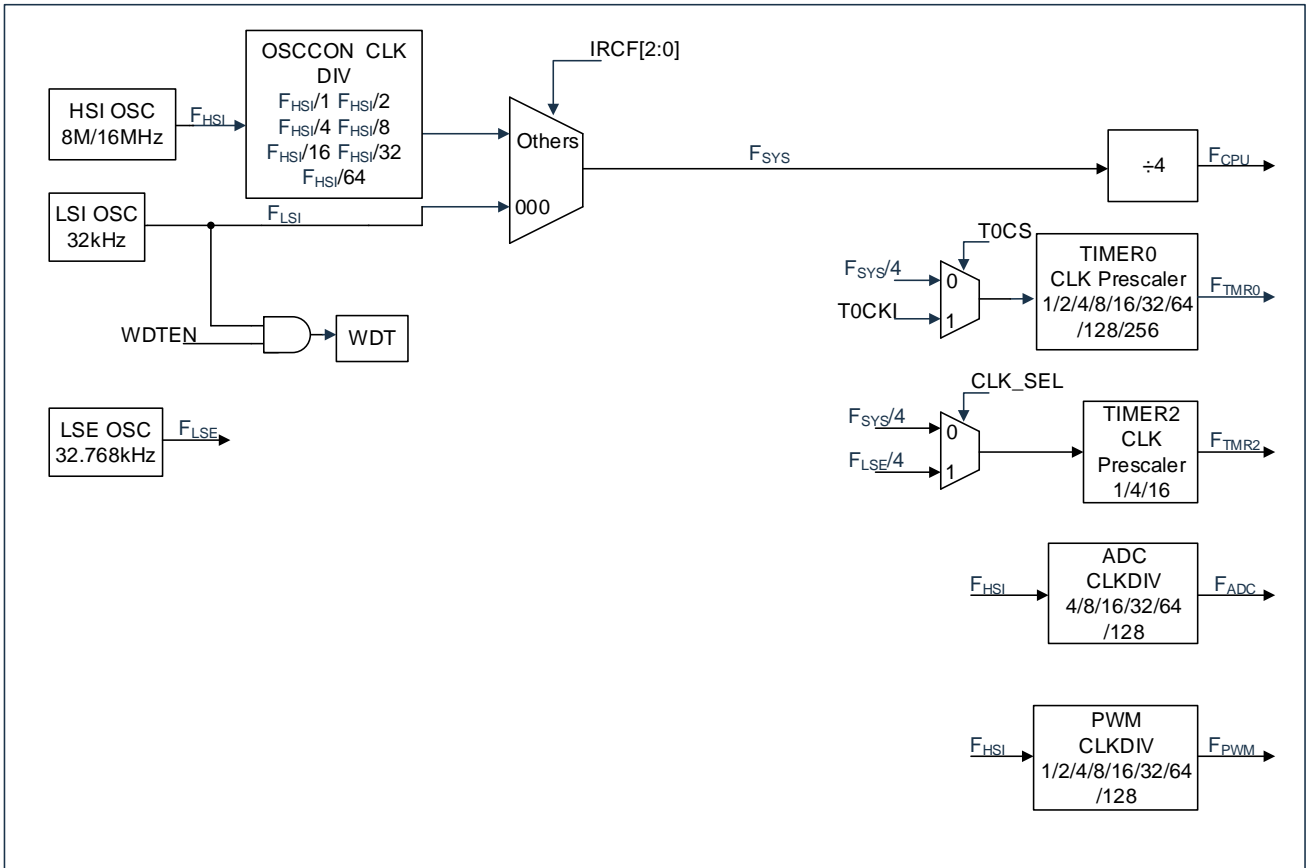 OSCCON CLK
DIV
FHSI/1 FHSI/2
FHSI/4 FHSI/8
FHSI/16 FHSI/32
FHSI/64
IRCF[2:0]
HSI OSC
8M/16MHz
FHSI
Others
000
FSYS
÷4
FCPU
LSI OSC
32kHz
FLSI
WDTEN
WDT
T0CS
FSYS/4
T0CKI
0
1
TIMER0
CLK Prescaler
1/2/4/8/16/32/64
/128/256
FTMR0
LSE OSC
32.768kHz
FLSE
CLK_SEL
FSYS/4
FLSE/4
0
1
TIMER2
CLK
Prescaler
1/4/16
FTMR2
FHSI
ADC
CLKDIV
4/8/16/32/64
/128
FADC
FHSI
PWM
CLKDIV
1/2/4/8/16/32/64
/128
FPWM